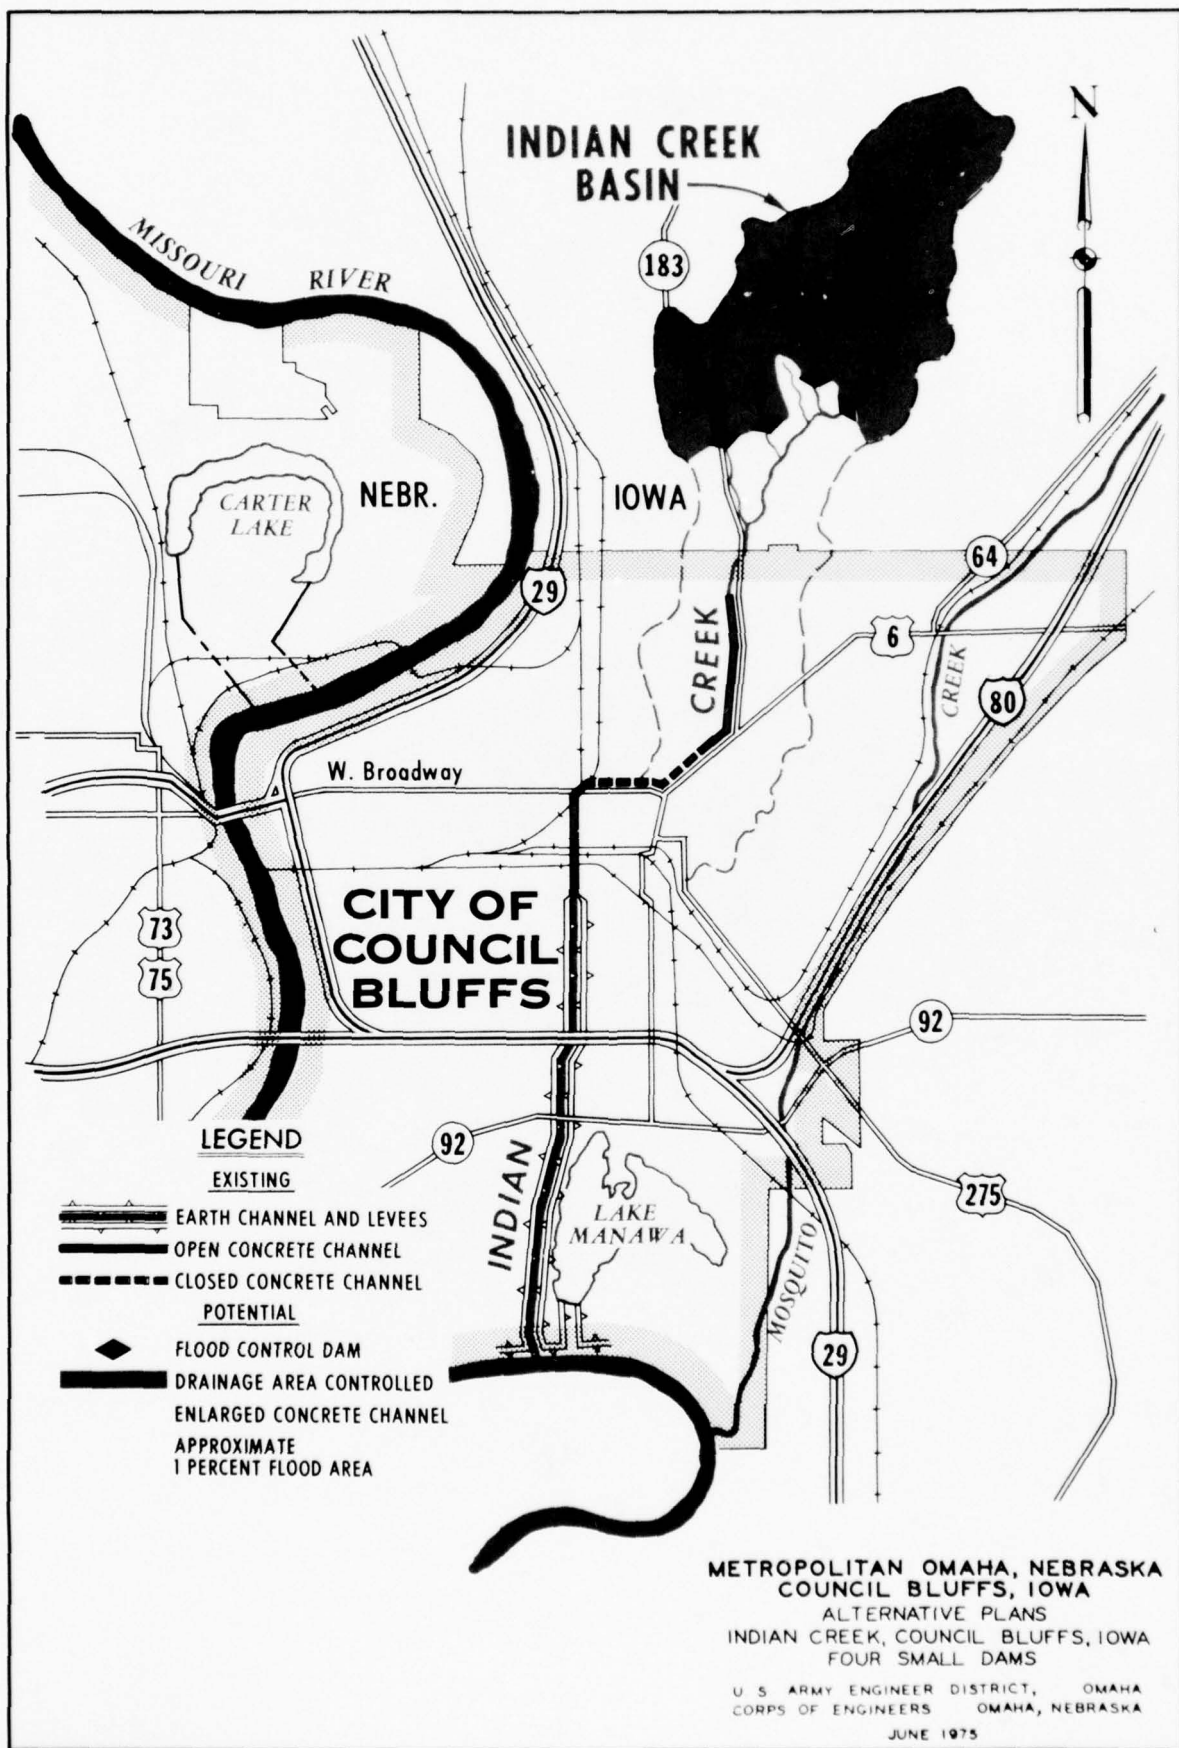 INDIAN CREEK
BASIN
N
MISSOURI
RIVER
183
CARTER
LAKE
NEBR.
IOWA
29
64
6
CREEK
CREEK
80
W. Broadway
73
75
CITY OF
COUNCIL
BLUFFS
92
92
INDIAN
LAKE
MANAWA
275
MOSQUITO
29
LEGEND
EXISTING
EARTH CHANNEL AND LEVEES
OPEN CONCRETE CHANNEL
CLOSED CONCRETE CHANNEL
POTENTIAL
FLOOD CONTROL DAM
DRAINAGE AREA CONTROLLED
ENLARGED CONCRETE CHANNEL
APPROXIMATE
1 PERCENT FLOOD AREA
METROPOLITAN OMAHA, NEBRASKA
COUNCIL BLUFFS, IOWA
ALTERNATIVE PLANS
INDIAN CREEK, COUNCIL BLUFFS, IOWA
FOUR SMALL DAMS
U S ARMY ENGINEER DISTRICT, OMAHA
CORPS OF ENGINEERS OMAHA, NEBRASKA
JUNE 1975